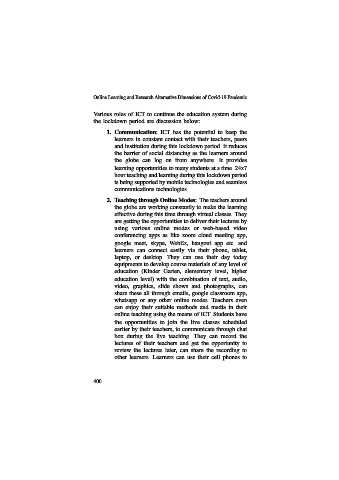 Online Learning and Research Alternative Dimensions of Covid-19 Pandemic
Various roles of ICT to continue the education system during
the lockdown period are discussion below:
1. Communication: ICT has the potential to keep the
learners in constant contact with their teachers, peers
and institution during this lockdown period. It reduces
the barrier of social distancing as the learners around
the globe can log on from anywhere. It provides
learning opportunities to many students at a time. 24x7
hour teaching and learning during this lockdown period
is being supported by mobile technologies and seamless
communications technologies.
2. Teaching through Online Modes: The teachers around
the globe are working constantly to make the learning
effective during this time through virtual classes. They
are getting the opportunities to deliver their lectures by
using various online modes or web-based video
conferencing apps as like zoom cloud meeting app,
google meet, skype, WebEx, hangout app etc. and
learners can connect easily via their phone, tablet,
laptop, or desktop. They can use their day today
equipments to develop course materials of any level of
education (Kinder Garten, elementary level, higher
education level) with the combination of text, audio,
video, graphics, slide shows and photographs, can
share these all through emails, google classroom app,
whatsapp or any other online modes. Teachers even
can enjoy their suitable methods and media in their
online teaching using the means of ICT. Students have
the opportunities to join the live classes scheduled
earlier by their teachers, to communicate through chat
box during the live teaching. They can record the
lectures of their teachers and get the opportunity to
review the lectures later, can share the recording to
other learners. Learners can use their cell phones to
400